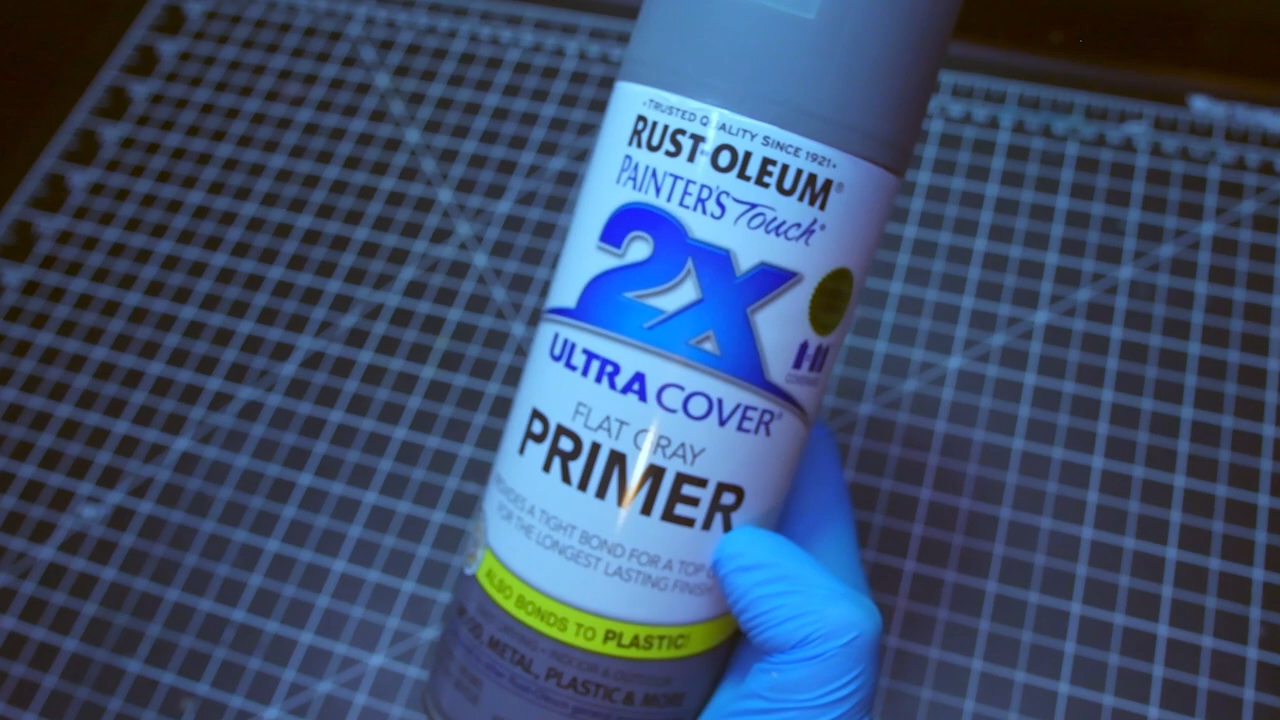 •TRUSTED QUALITY SINCE 1921•
RUST-OLEUM®
PAINTER'S Touch®
2X
ULTRA COVER®
FLAT GRAY
PRIMER
A TIGHT BOND FOR A TOP
FOR THE LONGEST LASTING FINISH
ALSO BONDS TO PLASTIC!
METAL, PLASTIC & MORE